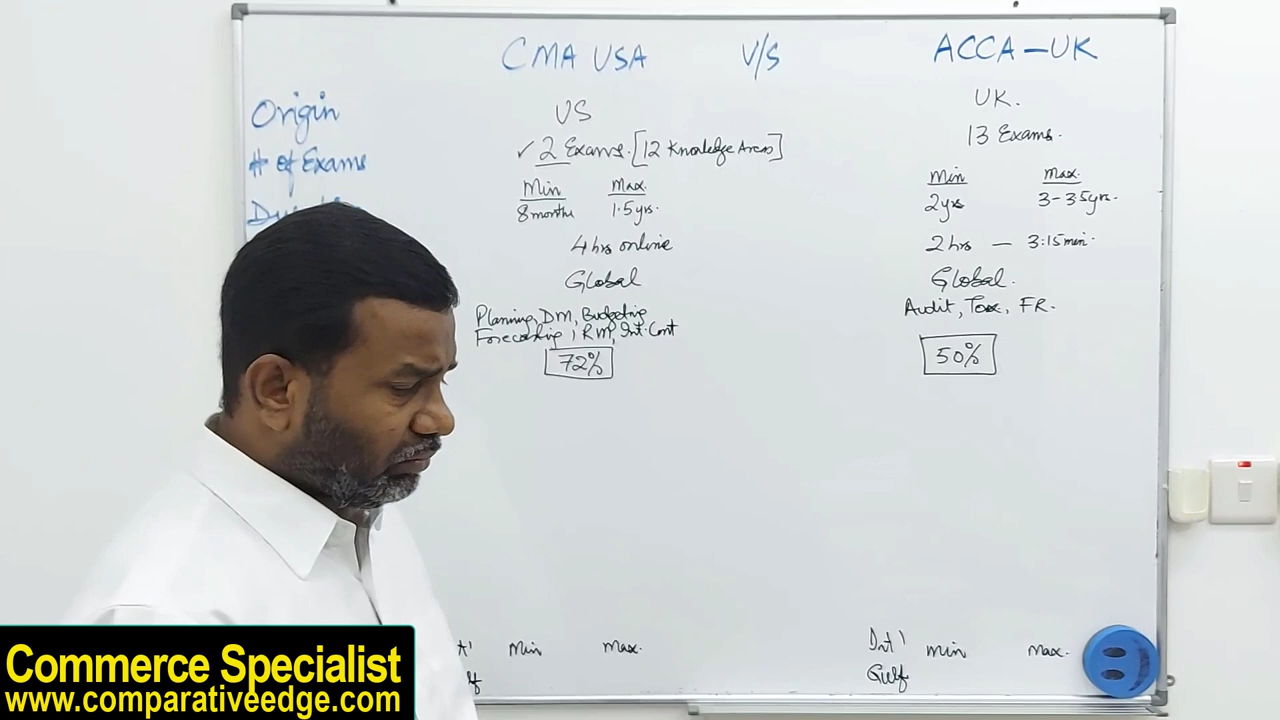 CMA USA V/S ACCA-UK
Origin US UK.
# of Exams ✓ 2 Exams. [12 Knowledge Areas] 13 Exams.
Min Max. Min Max.
8 months 1.5 yrs. 2 yrs 3-3.5 yrs.
4 hrs online 2 hrs — 3:15 min.
Global Global.
Planning, DM, Budgeting Audit, Tax, FR.
Forecasting, RM, Int. Cont
72% 50%
Min Max. Int' Min Max.
Gulf
Commerce Specialist
www.comparativeedge.com